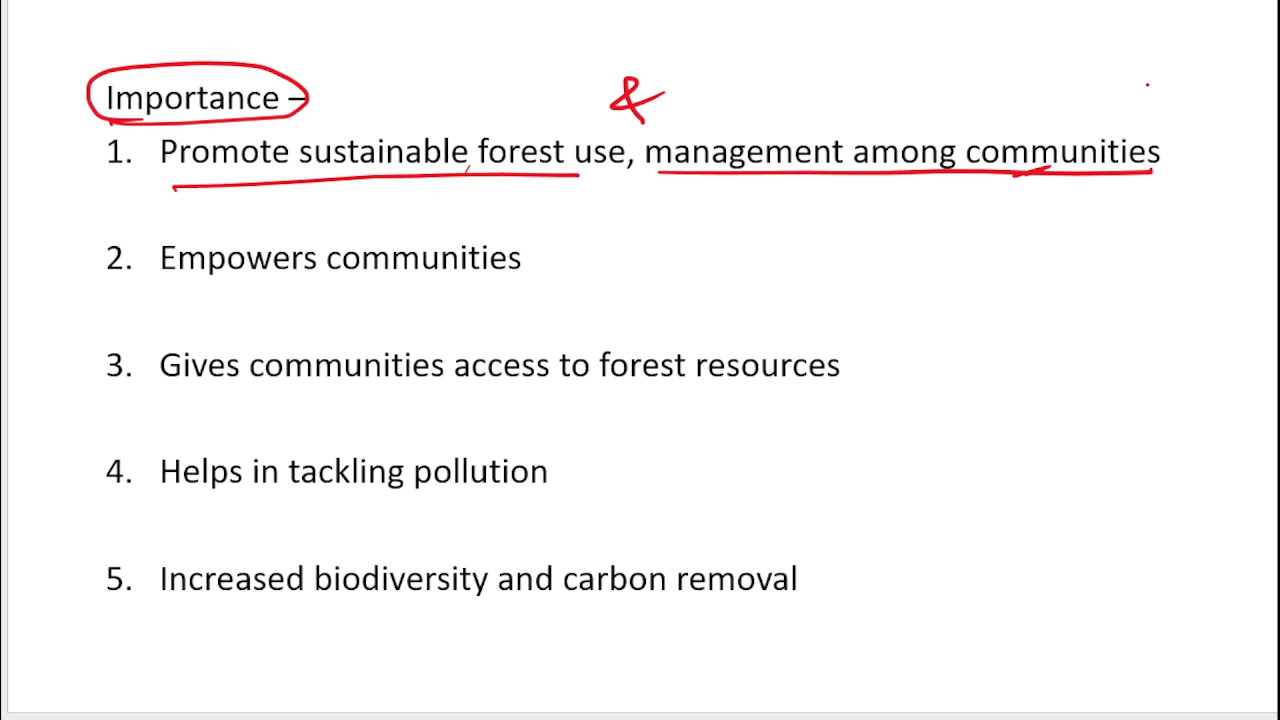 Importance –
&
1. Promote sustainable forest use, management among communities
2. Empowers communities
3. Gives communities access to forest resources
4. Helps in tackling pollution
5. Increased biodiversity and carbon removal